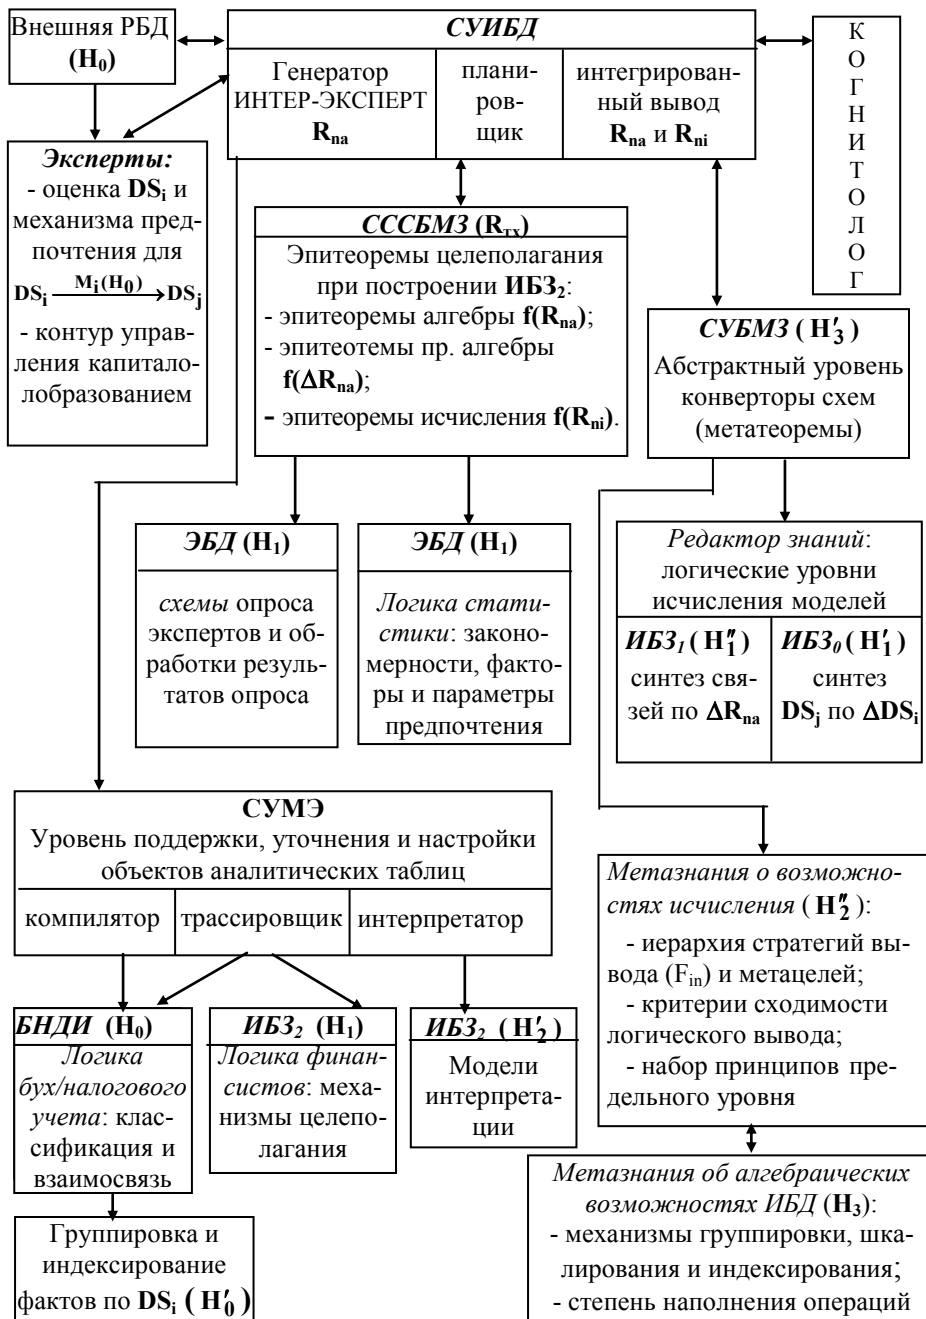 Внешняя РБД
(H₀)
СУИБД
Генератор
ИНТЕР-ЭКСПЕРТ
Rna
плани-
ров-
щик
интегрирован-
ный вывод
Rna и Rni
К
О
Г
Н
И
Т
О
Л
О
Г
Эксперты:
- оценка DSi и
механизма пред-
почтения для
DSi Mi(H0) → DSj
- контур управ-
ления капитало-
лобразованием
СССБМЗ (Rтх)
Эпитеоремы целеполагания
при построении ИБЗ₂:
- эпитеоремы алгебры f(Rna);
- эпитеотемы пр. алгебры
f(ΔRna);
- эпитеоремы исчисления f(Rni).
СУБМЗ (H′₃)
Абстрактный уровень
конверторы схем
(метатеоремы)
ЭБД (H₁)
схемы опроса
экспертов и об-
работки резуль-
татов опроса
ЭБД (H₁)
Логика стати-
стики: законо-
мерности, факто-
ры и параметры
предпочтения
Редактор знаний:
логические уровни
исчисления моделей
ИБЗ₁ (H″₁)
синтез свя-
зей по ΔRna
ИБЗ₀ (H′₁)
синтез
DSj по ΔDSi
СУМЭ
Уровень поддержки, уточнения и настройки
объектов аналитических таблиц
компилятор
трассировщик
интерпретатор
БНДИ (H₀)
Логика
бух/налогового
учета: клас-
сификация и
взаимосвязь
ИБЗ₂ (H₁)
Логика финан-
систов: меха-
низмы целепо-
лагания
ИБЗ₂ (H′₂)
Модели
интерпрета-
ции
Группировка и
индексирование
фактов по DSi (H′₀)
Метазнания о возможно-
стях исчисления (H″₂):
- иерархия стратегий вы-
вода (Fin) и метацелей;
- критерии сходимости
логического вывода;
- набор принципов пре-
дельного уровня
Метазнания об алгебраических
возможностях ИБД (H₃):
- механизмы группировки, шка-
лирования и индексирования;
- степень наполнения операций